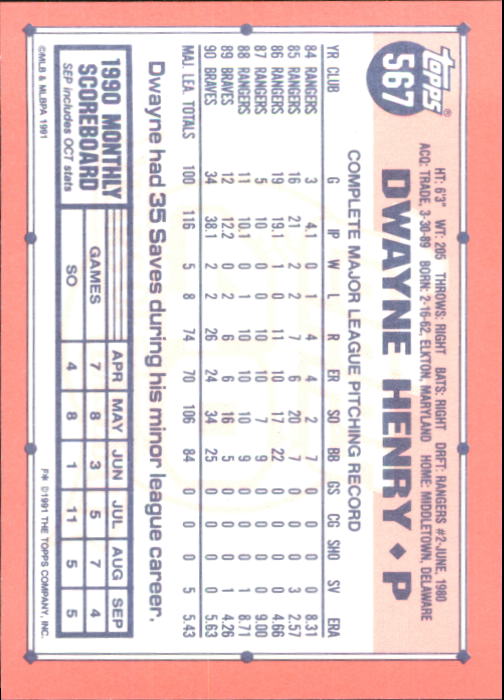 Topps®
567
HT: 6'3" WT: 205 THROWS: RIGHT BATS: RIGHT DRFT: RANGERS #2-JUNE, 1980
ACQ: TRADE, 3-30-89 BORN: 2-16-62, ELKTON, MARYLAND HOME: MIDDLETOWN, DELAWARE
DWAYNE HENRY ♦ P
COMPLETE MAJOR LEAGUE PITCHING RECORD
YR CLUB G IP W L R ER SO BB GS CG SHO SV ERA
84 RANGERS 3 4.1 0 1 4 4 2 7 0 0 0 0 8.31
85 RANGERS 16 21 2 2 7 6 20 7 0 0 0 3 2.57
86 RANGERS 19 19.1 1 0 11 10 17 22 0 0 0 0 4.66
87 RANGERS 5 10 0 0 10 10 7 9 0 0 0 0 9.00
88 RANGERS 11 10.1 0 1 10 10 10 9 0 0 0 1 8.71
89 BRAVES 12 12.2 0 2 6 6 16 5 0 0 0 1 4.26
90 BRAVES 34 38.1 2 2 26 24 34 25 0 0 0 0 5.63
MAJ. LEA. TOTALS 100 116 5 8 74 70 106 84 0 0 0 5 5.43
Dwayne had 35 Saves during his minor league career.
1990 MONTHLY
SCOREBOARD
SEP includes OCT stats
APR MAY JUN JUL AUG SEP
GAMES 7 8 3 5 7 4
SO 4 8 1 11 5 5
©MLB & MLBPA 1991
F* ©1991 THE TOPPS COMPANY, INC.